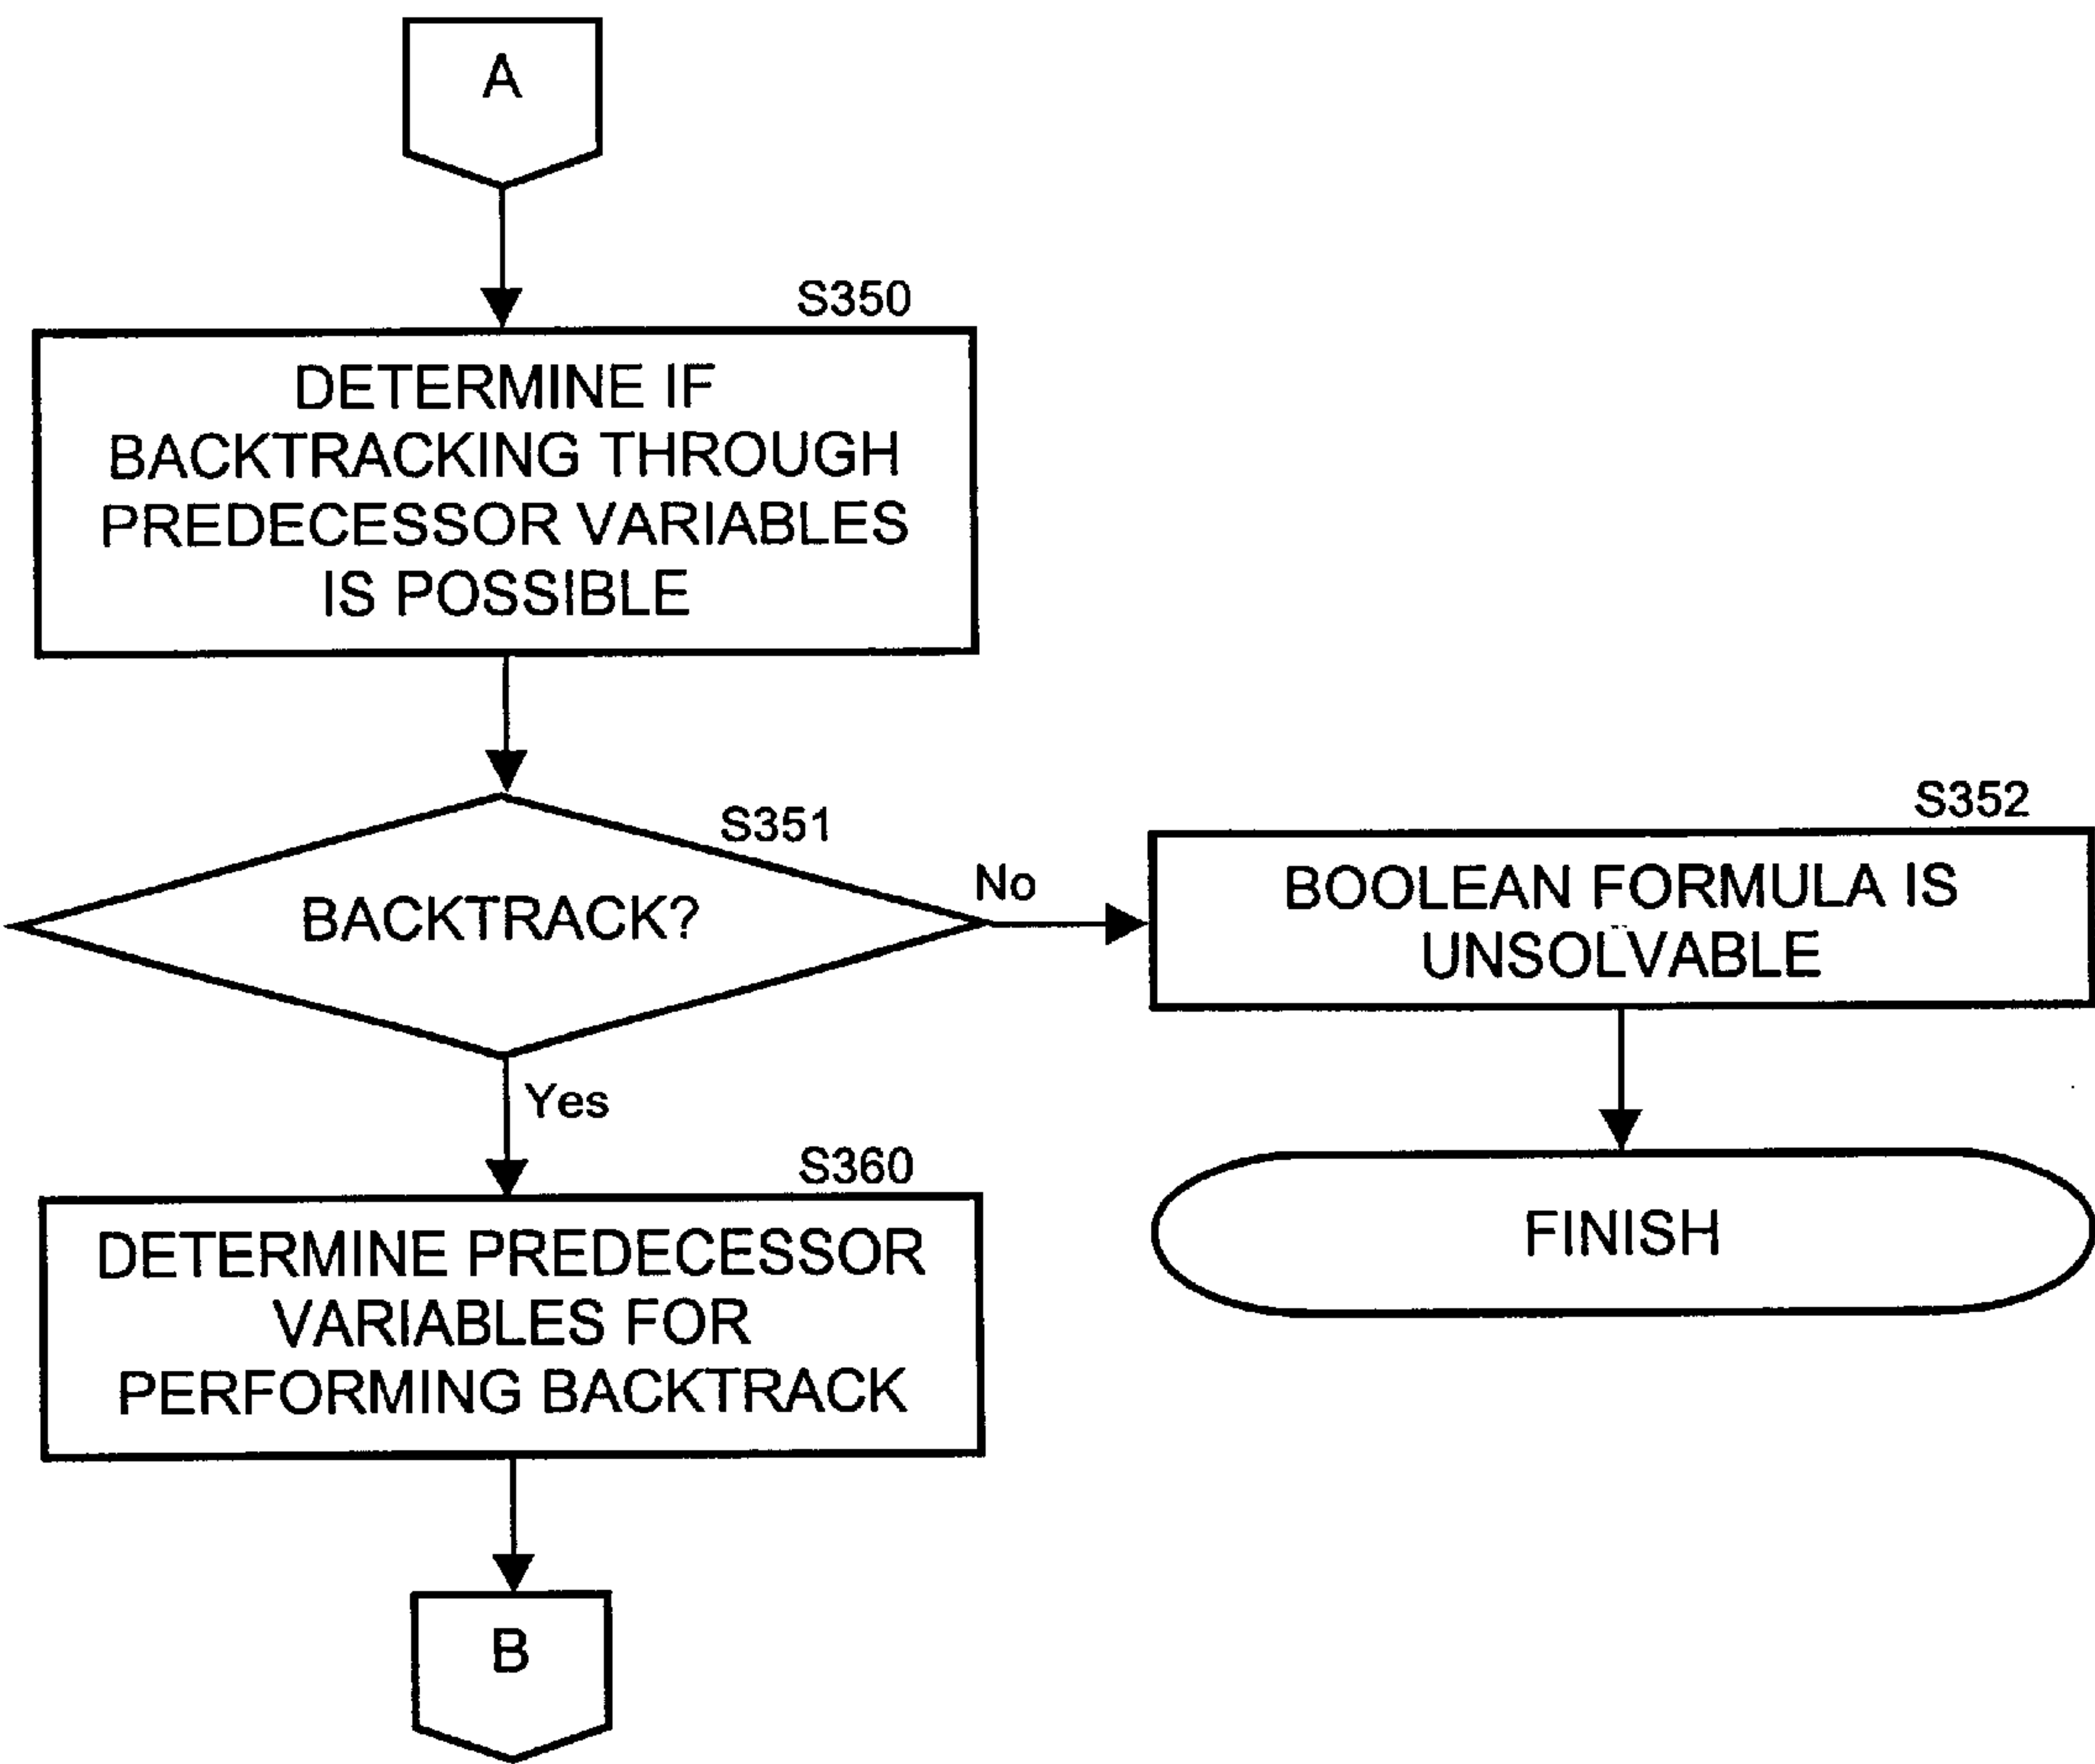 A
S350
DETERMINE IF
BACKTRACKING THROUGH
PREDECESSOR VARIABLES
IS POSSIBLE
S351
BACKTRACK?
No
S352
BOOLEAN FORMULA IS
UNSOLVABLE
Yes
S360
DETERMINE PREDECESSOR
VARIABLES FOR
PERFORMING BACKTRACK
FINISH
B